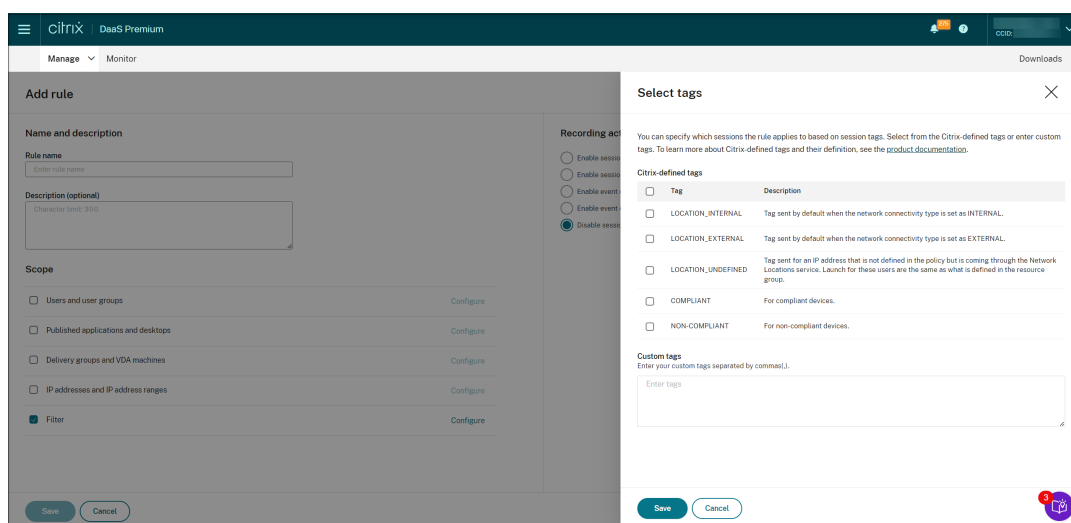 citrix DaaS Premium
275
?
CCID:
Manage Monitor
Downloads
Add rule
Name and description
Rule name
Enter rule name
Description (optional)
Character limit: 300
Scope
Users and user groups Configure
Published applications and desktops Configure
Delivery groups and VDA machines Configure
IP addresses and IP address ranges Configure
Filter Configure
Save Cancel
Recording act
Enable sessio
Enable sessio
Enable event
Enable event
Disable sessio
Select tags
You can specify which sessions the rule applies to based on session tags. Select from the Citrix-defined tags or enter custom
tags. To learn more about Citrix-defined tags and their definition, see the product documentation.
Citrix-defined tags
Tag Description
LOCATION_INTERNAL Tag sent by default when the network connectivity type is set as INTERNAL.
LOCATION_EXTERNAL Tag sent by default when the network connectivity type is set as EXTERNAL.
LOCATION_UNDEFINED Tag sent for an IP address that is not defined in the policy but is coming through the Network
Locations service. Launch for these users are the same as what is defined in the resource
group.
COMPLIANT For compliant devices.
NON-COMPLIANT For non-compliant devices.
Custom tags
Enter your custom tags separated by commas(,).
Enter tags
Save Cancel
3